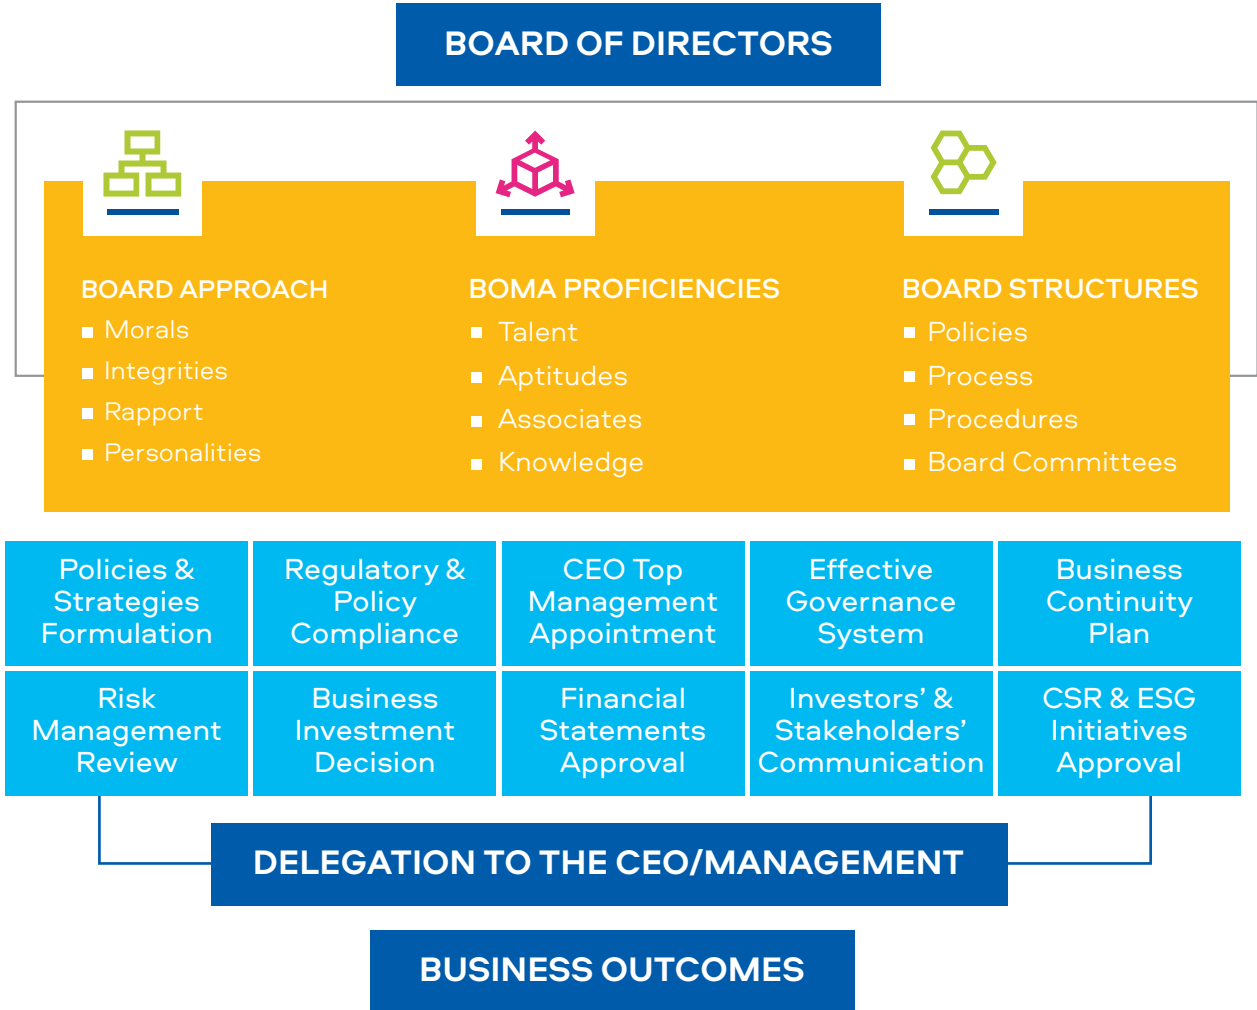 BOARD OF DIRECTORS
BOARD APPROACH
Morals
Integrities
Rapport
Personalities
BOMA PROFICIENCIES
Talent
Aptitudes
Associates
Knowledge
BOARD STRUCTURES
Policies
Process
Procedures
Board Committees
Policies &
Strategies
Formulation
Regulatory &
Policy
Compliance
CEO Top
Management
Appointment
Effective
Governance
System
Business
Continuity
Plan
Risk
Management
Review
Business
Investment
Decision
Financial
Statements
Approval
Investors’ &
Stakeholders’
Communication
CSR & ESG
Initiatives
Approval
DELEGATION TO THE CEO/MANAGEMENT
BUSINESS OUTCOMES